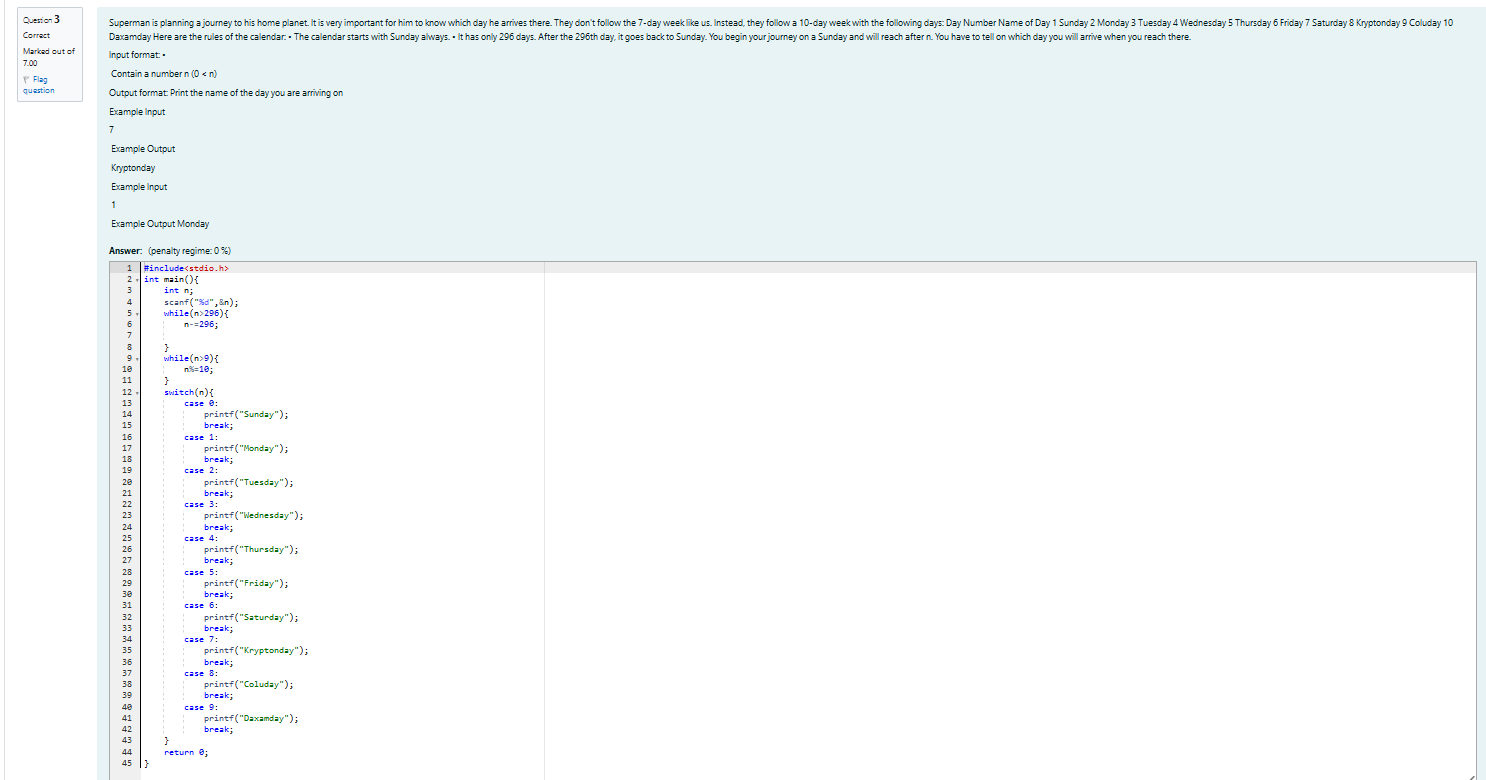 Question 3
Correct
Marked out of
7.00
Flag
question
Superman is planning a journey to his home planet. It is very important for him to know which day he arrives there. They don't follow the 7-day week like us. Instead, they follow a 10-day week with the following days: Day Number Name of Day 1 Sunday 2 Monday 3 Tuesday 4 Wednesday 5 Thursday 6 Friday 7 Saturday 8 Kryptonday 9 Coluday 10
Daxamday Here are the rules of the calendar: • The calendar starts with Sunday always. • It has only 296 days. After the 296th day, it goes back to Sunday. You begin your journey on a Sunday and will reach after n. You have to tell on which day you will arrive when you reach there.
Input format: •
Contain a number n (0 < n)
Output format: Print the name of the day you are arriving on
Example Input
7
Example Output
Kryptonday
Example Input
1
Example Output Monday
Answer: (penalty regime: 0 %)
1 #include<stdio.h>
2 int main(){
3 int n;
4 scanf("%d",&n);
5 while(n>296){
6 n-=296;
7
8 }
9 while(n>9){
10 n%=10;
11 }
12 switch(n){
13 case 0:
14 printf("Sunday");
15 break;
16 case 1:
17 printf("Monday");
18 break;
19 case 2:
20 printf("Tuesday");
21 break;
22 case 3:
23 printf("Wednesday");
24 break;
25 case 4:
26 printf("Thursday");
27 break;
28 case 5:
29 printf("Friday");
30 break;
31 case 6:
32 printf("Saturday");
33 break;
34 case 7:
35 printf("Kryptonday");
36 break;
37 case 8:
38 printf("Coluday");
39 break;
40 case 9:
41 printf("Daxamday");
42 break;
43 }
44 return 0;
45 }